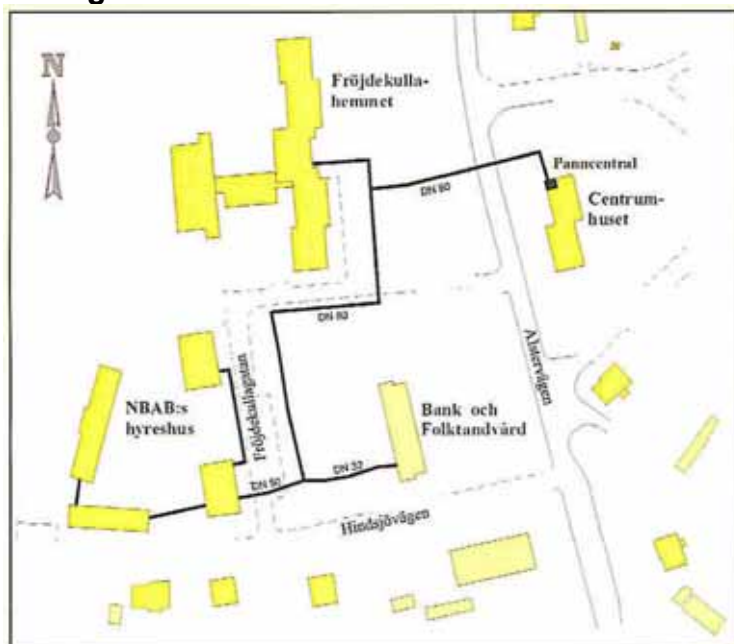 N
Fröjdekulla-
hemmet
Panncentral
DN 80
Centrum-
huset
DN 80
Fröjdekullagatan
Alstervägen
NBAB:s
hyreshus
Bank och
Folktandvård
DN 50
DN 32
Hindsjövägen